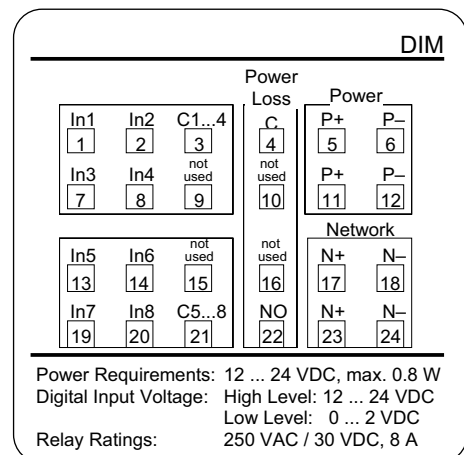 DIM
Power
Loss Power
In1 In2 C1...4 C P+ P–
1 2 3 4 5 6
In3 In4 not used not used P+ P–
7 8 9 10 11 12
Network
In5 In6 not used not used N+ N–
13 14 15 16 17 18
In7 In8 C5...8 NO N+ N–
19 20 21 22 23 24
Power Requirements: 12 ... 24 VDC, max. 0.8 W
Digital Input Voltage: High Level: 12 ... 24 VDC
Low Level: 0 ... 2 VDC
Relay Ratings: 250 VAC / 30 VDC, 8 A